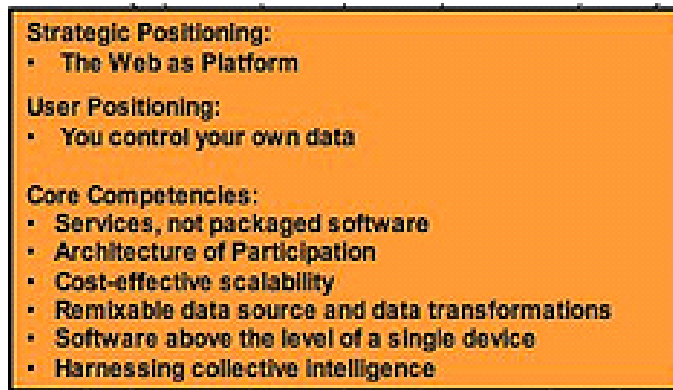 Strategic Positioning:
• The Web as Platform
User Positioning:
• You control your own data
Core Competencies:
• Services, not packaged software
• Architecture of Participation
• Cost-effective scalability
• Remixable data source and data transformations
• Software above the level of a single device
• Harnessing collective intelligence